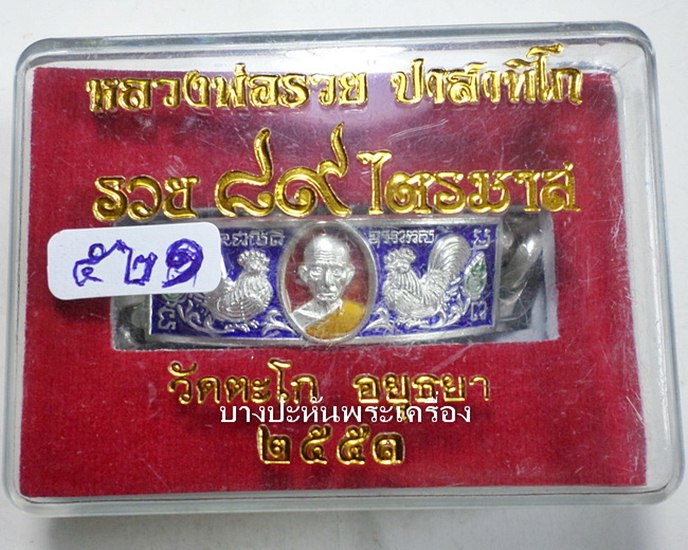 หลวงพ่อรวย ปาสาทิโก
รวย ๘๙ ไตรมาส
๕๒๑
วัดตะโก อยุธยา
บางปะหันพระเครื่อง
๒๕๕๓